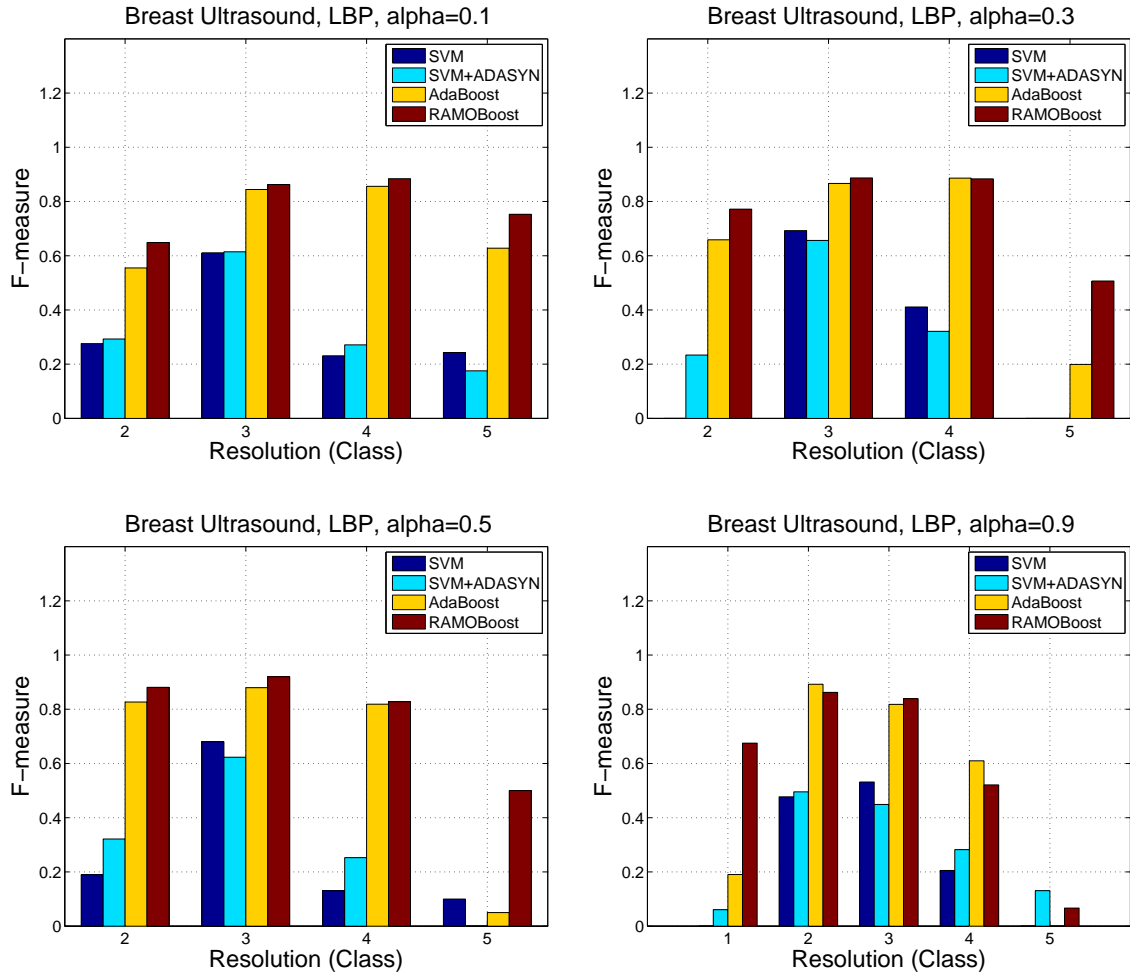 Breast Ultrasound, LBP, alpha=0.1
SVM
SVM+ADASYN
AdaBoost
RAMOBoost
1.2
1
0.8
0.6
0.4
0.2
0
F-measure
2 3 4 5
Resolution (Class)
Breast Ultrasound, LBP, alpha=0.3
SVM
SVM+ADASYN
AdaBoost
RAMOBoost
1.2
1
0.8
0.6
0.4
0.2
0
F-measure
2 3 4 5
Resolution (Class)
Breast Ultrasound, LBP, alpha=0.5
SVM
SVM+ADASYN
AdaBoost
RAMOBoost
1.2
1
0.8
0.6
0.4
0.2
0
F-measure
2 3 4 5
Resolution (Class)
Breast Ultrasound, LBP, alpha=0.9
SVM
SVM+ADASYN
AdaBoost
RAMOBoost
1.2
1
0.8
0.6
0.4
0.2
0
F-measure
1 2 3 4 5
Resolution (Class)